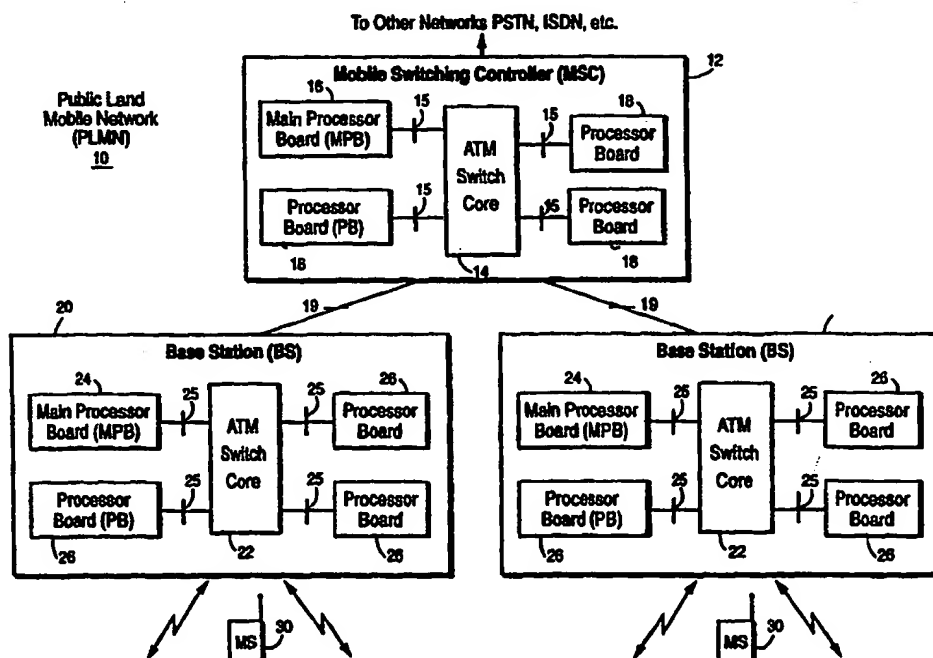 To Other Networks PSTN, ISDN, etc.
12
Mobile Switching Controller (MSC)
Public Land
Mobile Network
(PLMN)
10
16
Main Processor
Board (MPB)
15
ATM
Switch
Core
14
15
18
Processor
Board
Processor
Board (PB)
18
15
15
Processor
Board
18
19
19
20
Base Station (BS)
24
Main Processor
Board (MPB)
25
ATM
Switch
Core
22
25
26
Processor
Board
Processor
Board (PB)
26
25
25
Processor
Board
26
MS
30
Base Station (BS)
24
Main Processor
Board (MPB)
25
ATM
Switch
Core
22
25
26
Processor
Board
Processor
Board (PB)
26
25
25
Processor
Board
26
MS
30